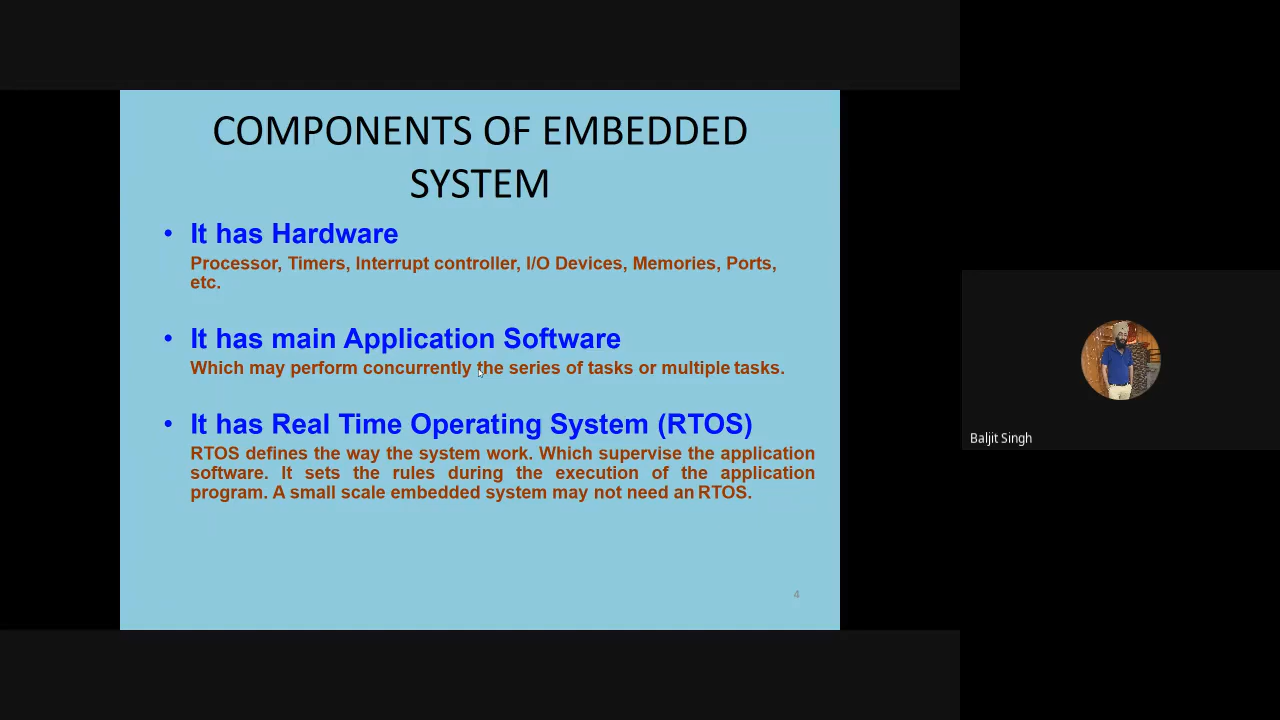 COMPONENTS OF EMBEDDED
SYSTEM
• It has Hardware
Processor, Timers, Interrupt controller, I/O Devices, Memories, Ports,
etc.
• It has main Application Software
Which may perform concurrently the series of tasks or multiple tasks.
• It has Real Time Operating System (RTOS)
RTOS defines the way the system work. Which supervise the application
software. It sets the rules during the execution of the application
program. A small scale embedded system may not need an RTOS.
4
Baljit Singh